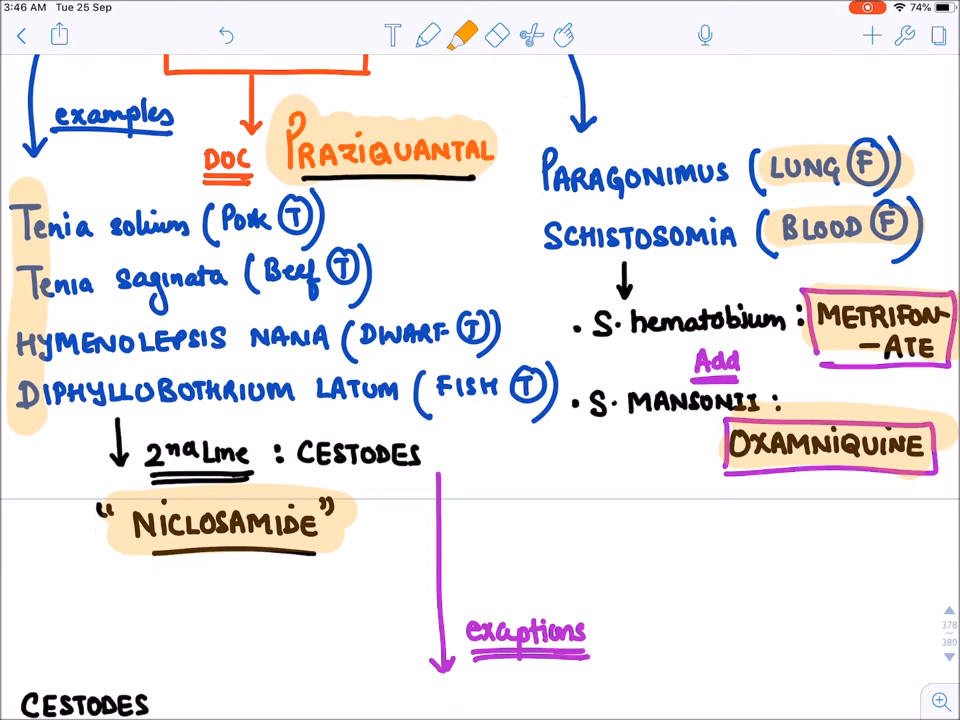 3:46 AM Tue 25 Sep
74%
T
examples
DOC PRAZIQUANTAL
Tenia solium (Pork T)
Tenia saginata (Beef T)
HYMENOLEPSIS NANA (DWARF T)
DIPHYLLOBOTHRIUM LATUM (FISH T)
2nd Line : CESTODES
"NICLOSAMIDE"
PARAGONIMUS (LUNG F)
SCHISTOSOMIA (BLOOD F)
• S. hematobium : METRIFON-
-ATE
Add
• S. MANSONII :
OXAMNIQUINE
exaptions
378
380
CESTODES